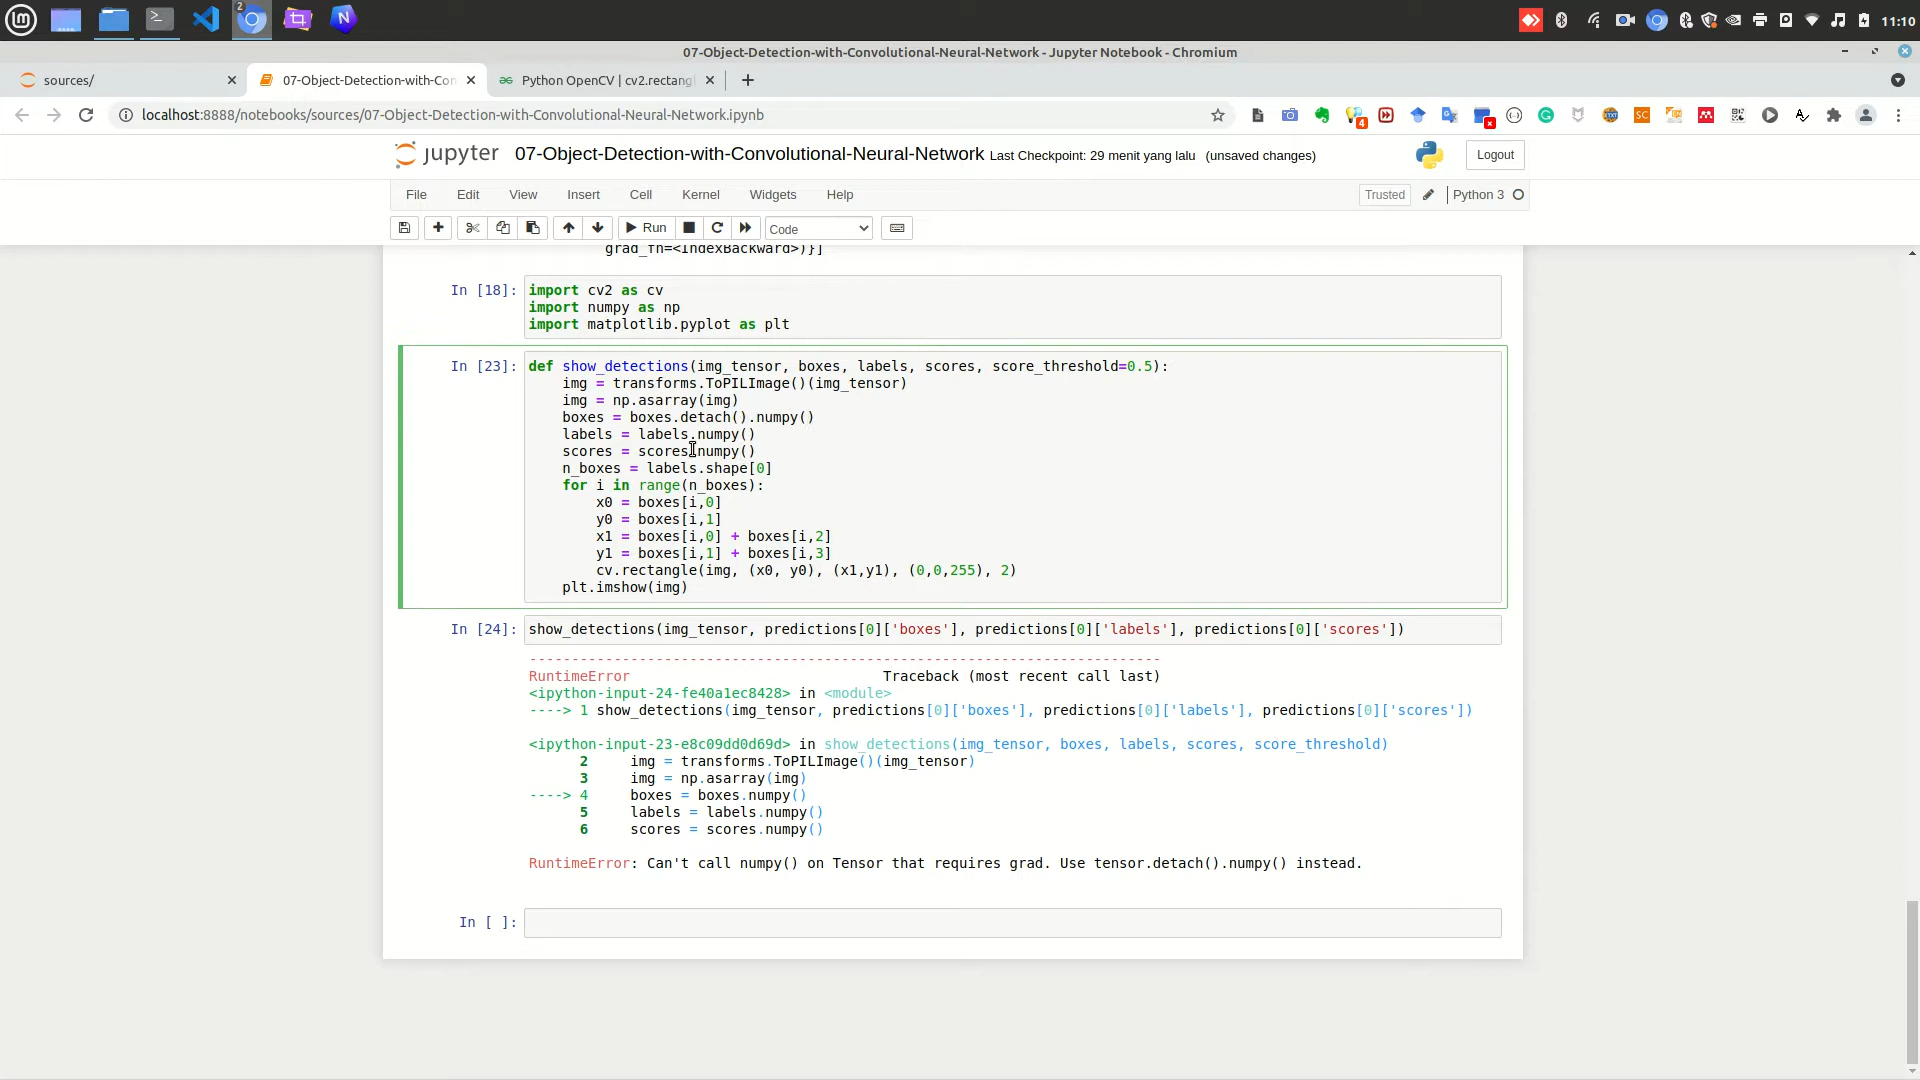 11:10
07-Object-Detection-with-Convolutional-Neural-Network - Jupyter Notebook - Chromium
sources/
07-Object-Detection-with-Con
Python OpenCV | cv2.rectang
localhost:8888/notebooks/sources/07-Object-Detection-with-Convolutional-Neural-Network.ipynb
jupyter 07-Object-Detection-with-Convolutional-Neural-Network Last Checkpoint: 29 menit yang lalu (unsaved changes)
Logout
File Edit View Insert Cell Kernel Widgets Help
Trusted
Python 3
Run
Code
grad_fn=<IndexBackward>)}]
In [18]: import cv2 as cv
import numpy as np
import matplotlib.pyplot as plt
In [23]: def show_detections(img_tensor, boxes, labels, scores, score_threshold=0.5):
img = transforms.ToPILImage()(img_tensor)
img = np.asarray(img)
boxes = boxes.detach().numpy()
labels = labels.numpy()
scores = scores.numpy()
n_boxes = labels.shape[0]
for i in range(n_boxes):
x0 = boxes[i,0]
y0 = boxes[i,1]
x1 = boxes[i,0] + boxes[i,2]
y1 = boxes[i,1] + boxes[i,3]
cv.rectangle(img, (x0, y0), (x1,y1), (0,0,255), 2)
plt.imshow(img)
In [24]: show_detections(img_tensor, predictions[0]['boxes'], predictions[0]['labels'], predictions[0]['scores'])
---------------------------------------------------------------------------
RuntimeError Traceback (most recent call last)
<ipython-input-24-fe40a1ec8428> in <module>
----> 1 show_detections(img_tensor, predictions[0]['boxes'], predictions[0]['labels'], predictions[0]['scores'])
<ipython-input-23-e8c09dd0d69d> in show_detections(img_tensor, boxes, labels, scores, score_threshold)
2 img = transforms.ToPILImage()(img_tensor)
3 img = np.asarray(img)
----> 4 boxes = boxes.numpy()
5 labels = labels.numpy()
6 scores = scores.numpy()
RuntimeError: Can't call numpy() on Tensor that requires grad. Use tensor.detach().numpy() instead.
In [ ]: